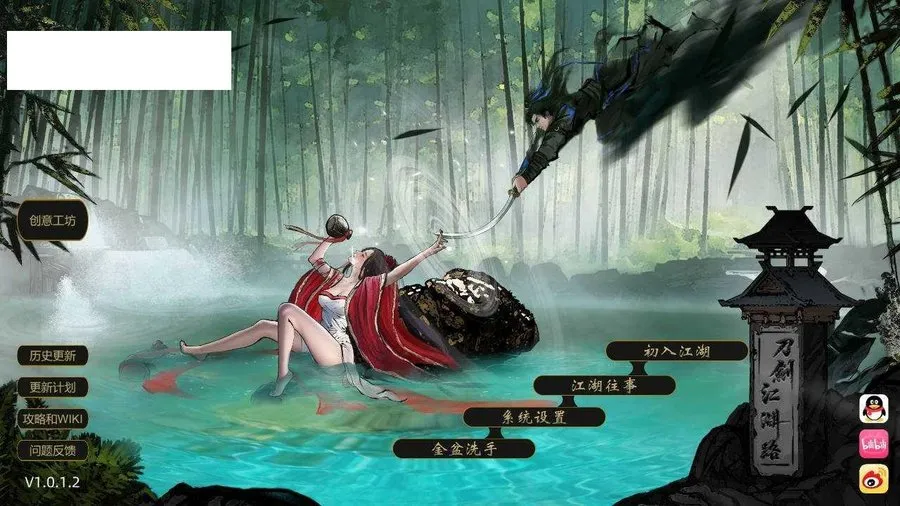 创意工坊
历史更新
更新计划
攻略和WIKI
问题反馈
V1.0.1.2
初入江湖
江湖往事
系统设置
金盆洗手
刀剑江湖路
bilibili